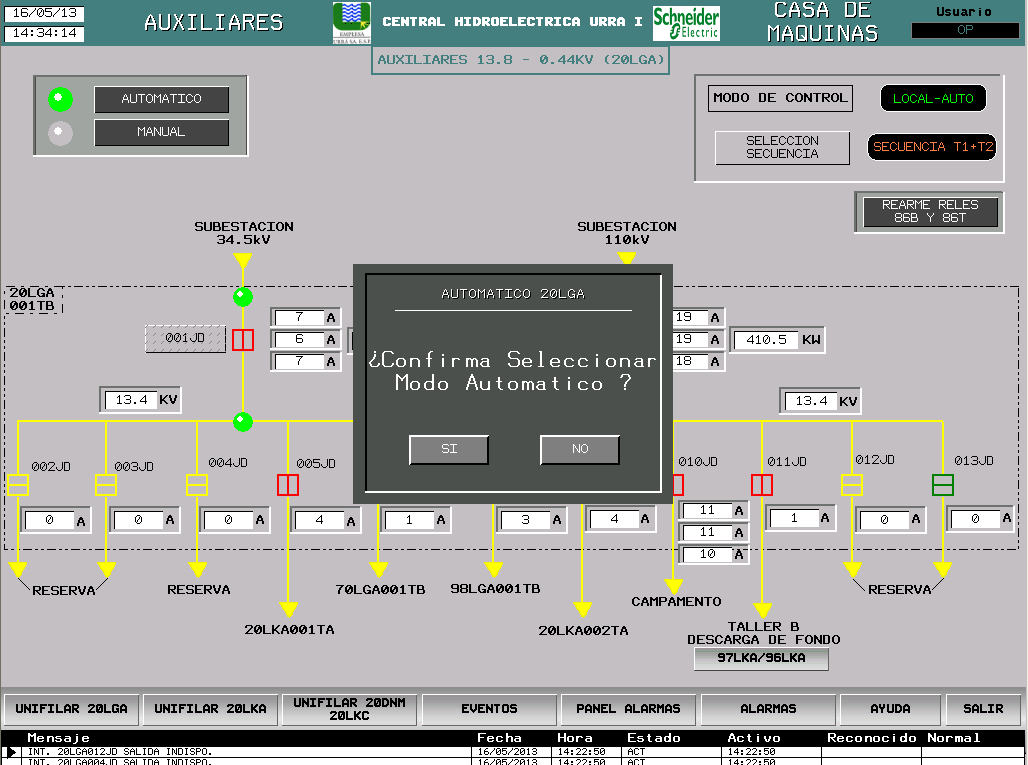 16/05/13
14:34:14
AUXILIARES
EMPRESA
URRA S.A. E.S.P.
CENTRAL HIDROELECTRICA URRA I
Schneider
Electric
CASA DE
MAQUINAS
Usuario
OP
AUXILIARES 13.8 - 0.44KV (20LGA)
AUTOMATICO
MANUAL
MODO DE CONTROL
LOCAL-AUTO
SELECCION
SECUENCIA
SECUENCIA T1+T2
REARME RELES
86B Y 86T
SUBESTACION
34.5kV
SUBESTACION
110kV
20LGA
001TB
001JD
7 A
6 A
7 A
19 A
19 A
18 A
410.5 KW
AUTOMATICO 20LGA
¿Confirma Seleccionar
Modo Automatico ?
SI
NO
13.4 KV
13.4 KV
002JD
003JD
004JD
005JD
010JD
011JD
012JD
013JD
0 A
0 A
0 A
4 A
1 A
3 A
4 A
11 A
11 A
10 A
1 A
0 A
0 A
RESERVA
RESERVA
20LKA001TA
70LGA001TB
98LGA001TB
20LKA002TA
CAMPAMENTO
TALLER B
DESCARGA DE FONDO
97LKA/96LKA
RESERVA
UNIFILAR 20LGA
UNIFILAR 20LKA
UNIFILAR 20DNM
20LKC
EVENTOS
PANEL ALARMAS
ALARMAS
AYUDA
SALIR
Mensaje Fecha Hora Estado Activo Reconocido Normal
INT. 20LGA012JD SALIDA INDISPO. 16/05/2013 14:22:50 ACT 14:22:50
INT. 20LGA004JD SALIDA INDISPO. 16/05/2013 14:22:50 ACT 14:22:50